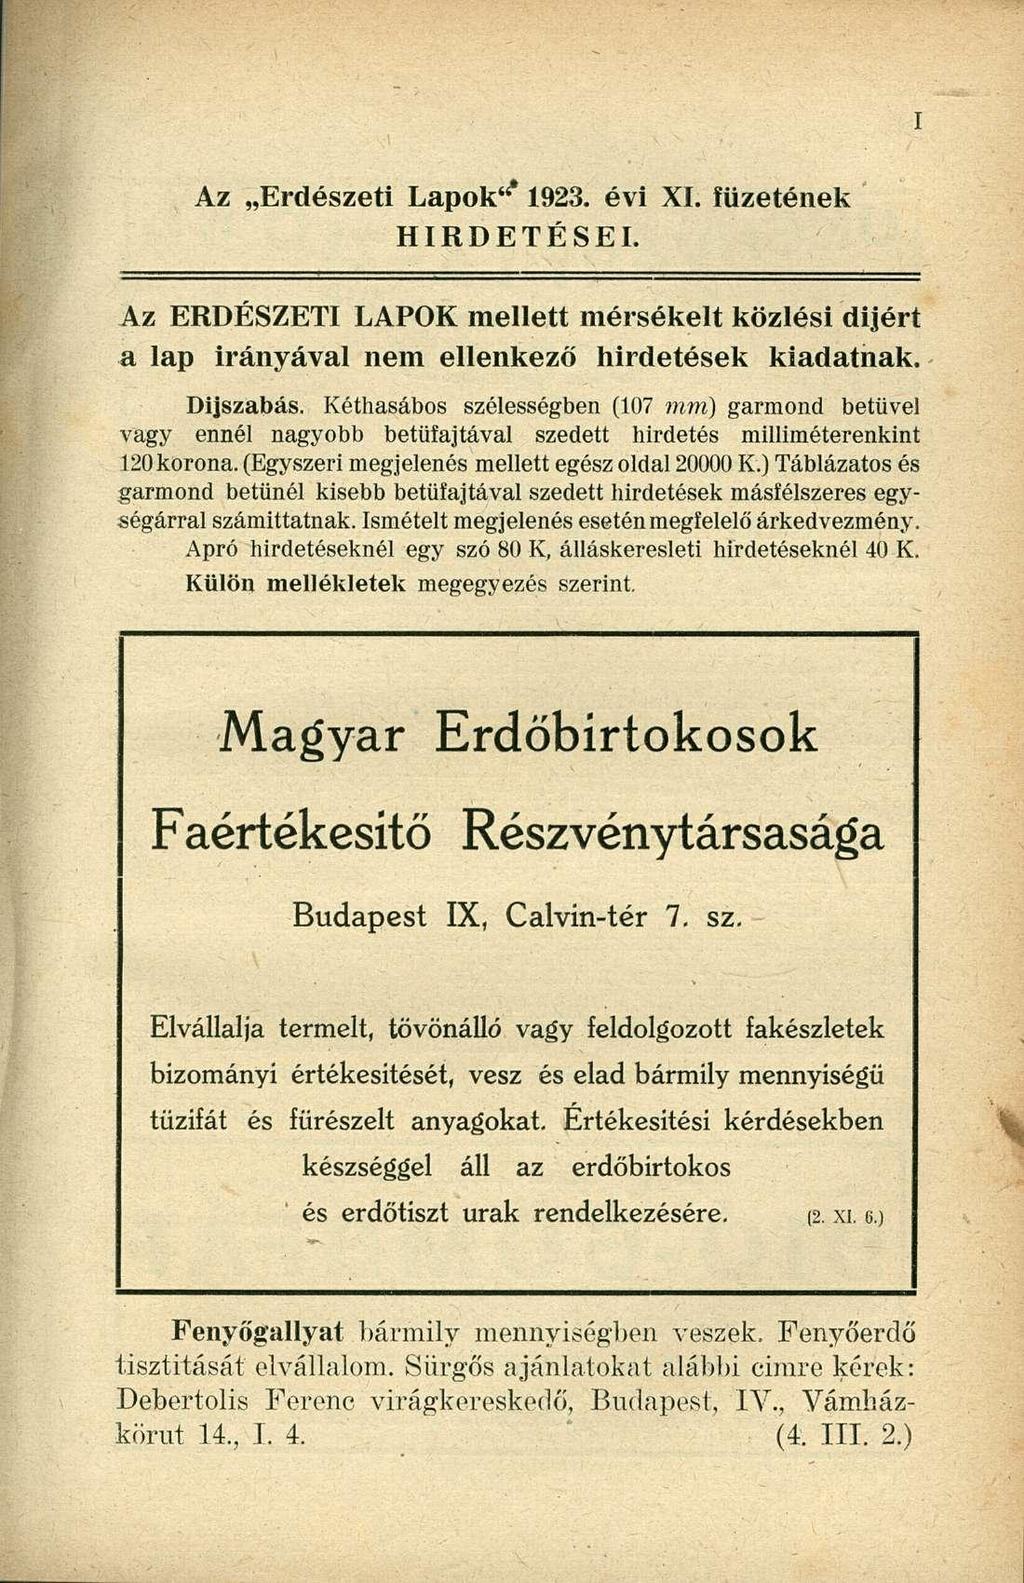 I
Az „Erdészeti Lapok“ 1923. évi XI. füzetének
HIRDETÉSEI.
Az ERDÉSZETI LAPOK mellett mérsékelt közlési dijért
a lap irányával nem ellenkező hirdetések kiadatnak.
Dijszabás. Kéthasábos szélességben (107 mm) garmond betüvel
vagy ennél nagyobb betüfajtával szedett hirdetés milliméterenkint
120 korona. (Egyszeri megjelenés mellett egész oldal 20000 K.) Táblázatos és
garmond betünél kisebb betüfajtával szedett hirdetések másfélszeres egy-
ségárral számittatnak. Ismételt megjelenés esetén megfelelő árkedvezmény.
Apró hirdetéseknél egy szó 80 K, álláskeresleti hirdetéseknél 40 K.
Külön mellékletek megegyezés szerint.
Magyar Erdőbirtokosok
Faértékesitő Részvénytársasága
Budapest IX, Calvin-tér 7. sz.
Elvállalja termelt, tövönálló vagy feldolgozott fakészletek
bizományi értékesitését, vesz és elad bármily mennyiségü
tüzifát és fürészelt anyagokat. Értékesitési kérdésekben
készséggel áll az erdőbirtokos
és erdőtiszt urak rendelkezésére. (2. XI. 6.)
Fenyőgallyat bármily mennyiségben veszek. Fenyőerdő
tisztitását elvállalom. Sürgős ajánlatokat alábbi cimre kérek:
Debertolis Ferenc virágkereskedő, Budapest, IV., Vámház-
körut 14., I. 4. (4. III. 2.)